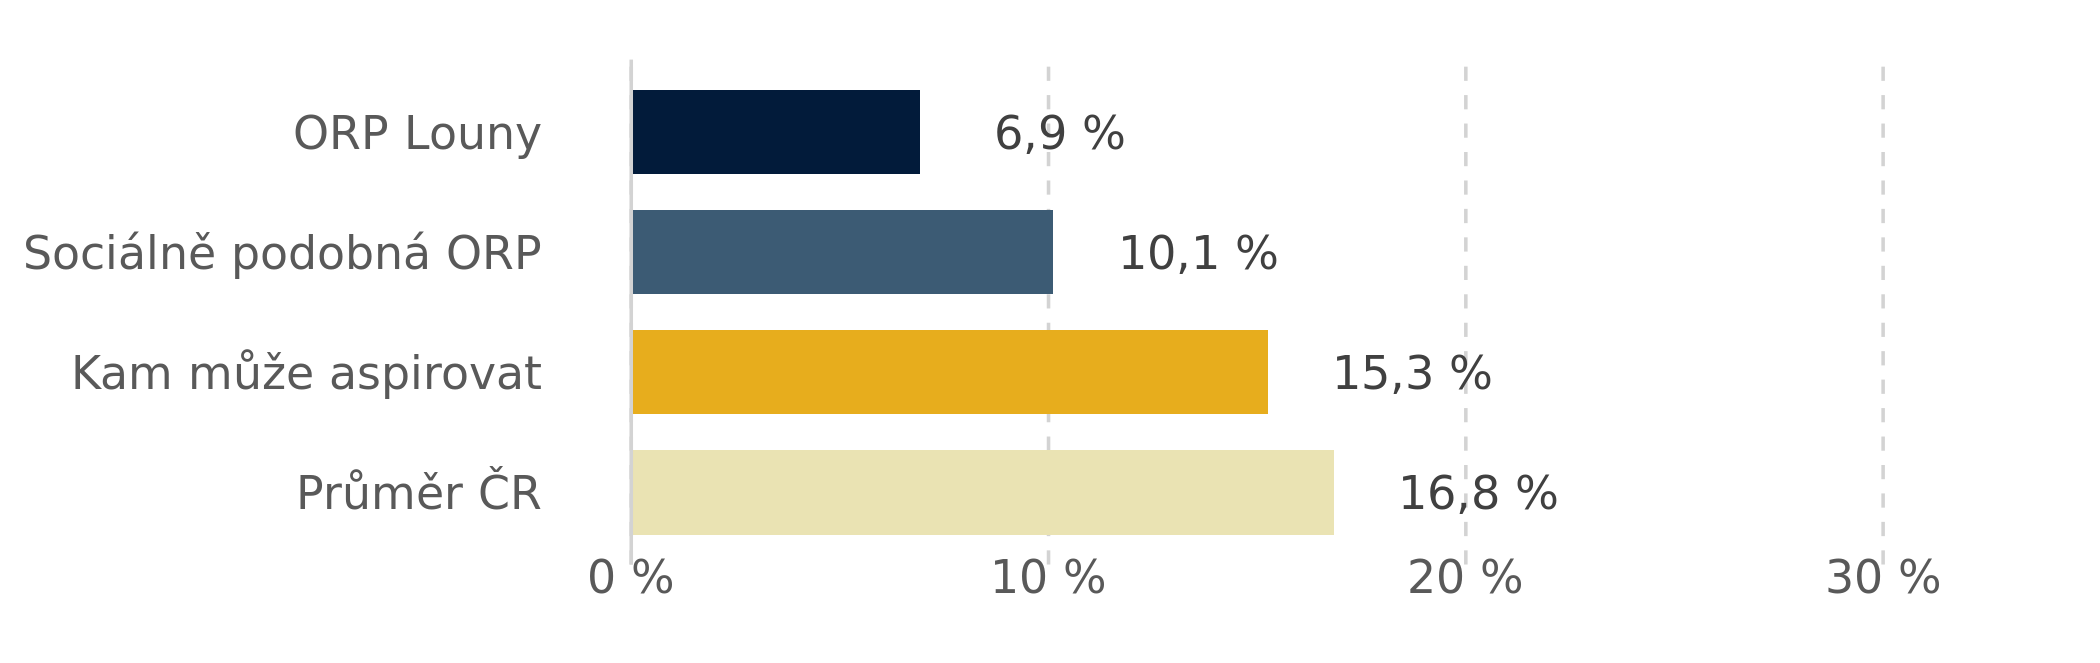 ORP Louny 6,9 %
Sociálně podobná ORP 10,1 %
Kam může aspirovat 15,3 %
Průměr ČR 16,8 %
0 % 10 % 20 % 30 %